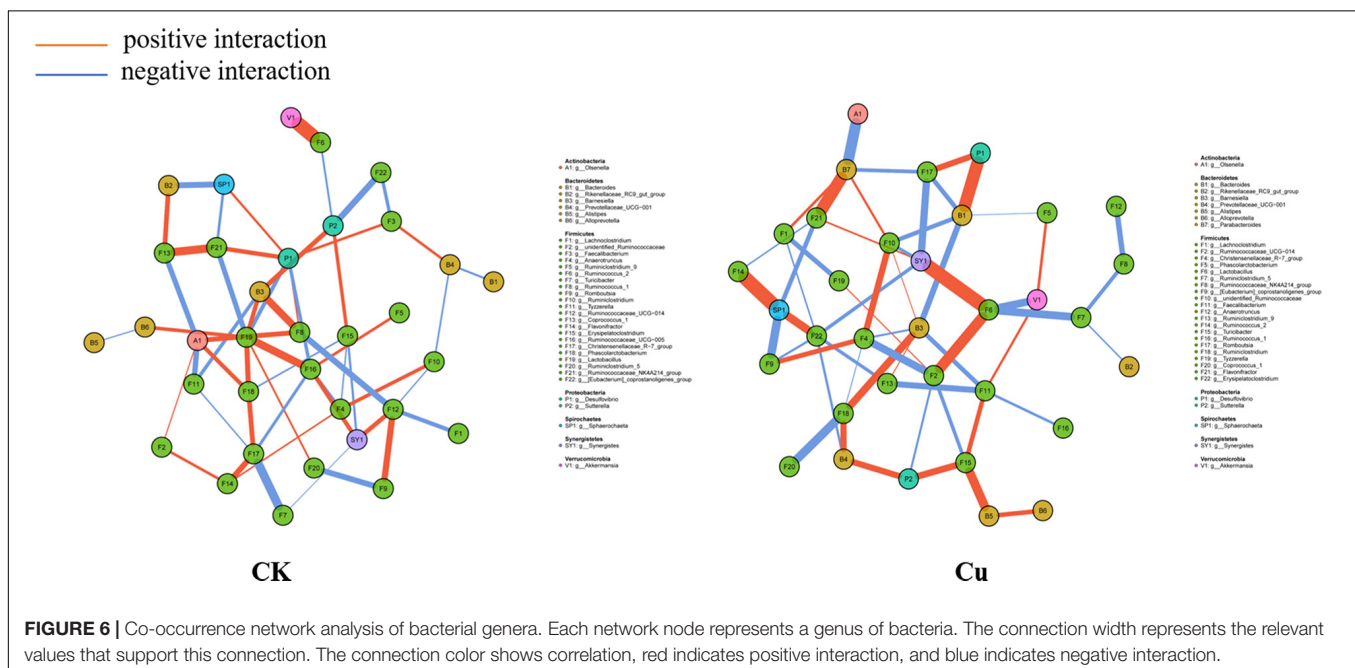 positive interaction
negative interaction
V1
F6
B2
SP1
F22
P2
F3
F13
F21
P1
B4
B1
B3
B6
B5
A1
F19
F8
F15
F5
F16
F10
F11
F18
F4
F12
F1
SY1
F2
F17
F20
F14
F9
F7
CK
Actinobacteria
A1: g__Olsenella
Bacteroidetes
B1: g__Bacteroides
B2: g__Rikenellaceae_RC9_gut_group
B3: g__Barnesiella
B4: g__Prevotellaceae_UCG-001
B5: g__Alistipes
B6: g__Alloprevotella
Firmicutes
F1: g__Lachnoclostridium
F2: g__unidentified_Ruminococcaceae
F3: g__Faecalibacterium
F4: g__Anaerotruncus
F5: g__Ruminiclostridium_9
F6: g__Ruminococcus_2
F7: g__Turicibacter
F8: g__Ruminococcus_1
F9: g__Romboutsia
F10: g__Ruminiclostridium
F11: g__Tyzzerella
F12: g__Ruminococcaceae_UCG-014
F13: g__Coprococcus_1
F14: g__Flavonifractor
F15: g__Erysipelatoclostridium
F16: g__Ruminococcaceae_UCG-005
F17: g__Christensenellaceae_R-7_group
F18: g__Phascolarctobacterium
F19: g__Lactobacillus
F20: g__Ruminiclostridium_5
F21: g__Ruminococcaceae_NK4A214_group
F22: g__[Eubacterium]_coprostanoligenes_group
Proteobacteria
P1: g__Desulfovibrio
P2: g__Sutterella
Spirochaetes
SP1: g__Sphaerochaeta
Synergistetes
SY1: g__Synergistes
Verrucomicrobia
V1: g__Akkermansia
A1
P1
B7
F17
F12
F21
B1
F5
F1
F10
SY1
F8
F14
F19
V1
SP1
F6
F7
B3
F22
F4
F9
F2
B2
F13
F11
F18
F16
B4
F15
F20
P2
B5
B6
Cu
Actinobacteria
A1: g__Olsenella
Bacteroidetes
B1: g__Bacteroides
B2: g__Rikenellaceae_RC9_gut_group
B3: g__Barnesiella
B4: g__Prevotellaceae_UCG-001
B5: g__Alistipes
B6: g__Alloprevotella
B7: g__Parabacteroides
Firmicutes
F1: g__Lachnoclostridium
F2: g__Ruminococcaceae_UCG-014
F3: g__Christensenellaceae_R-7_group
F4: g__Ruminococcaceae_UCG-005
F5: g__Phascolarctobacterium
F6: g__Lactobacillus
F7: g__Ruminiclostridium_5
F8: g__Ruminococcaceae_NK4A214_group
F9: g__[Eubacterium]_coprostanoligenes_group
F10: g__unidentified_Ruminococcaceae
F11: g__Faecalibacterium
F12: g__Anaerotruncus
F13: g__Ruminiclostridium_9
F14: g__Ruminococcus_2
F15: g__Turicibacter
F16: g__Ruminococcus_1
F17: g__Romboutsia
F18: g__Ruminiclostridium
F19: g__Tyzzerella
F20: g__Coprococcus_1
F21: g__Flavonifractor
F22: g__Erysipelatoclostridium
Proteobacteria
P1: g__Desulfovibrio
P2: g__Sutterella
Spirochaetes
SP1: g__Sphaerochaeta
Synergistetes
SY1: g__Synergistes
Verrucomicrobia
V1: g__Akkermansia
FIGURE 6 | Co-occurrence network analysis of bacterial genera. Each network node represents a genus of bacteria. The connection width represents the relevant
values that support this connection. The connection color shows correlation, red indicates positive interaction, and blue indicates negative interaction.